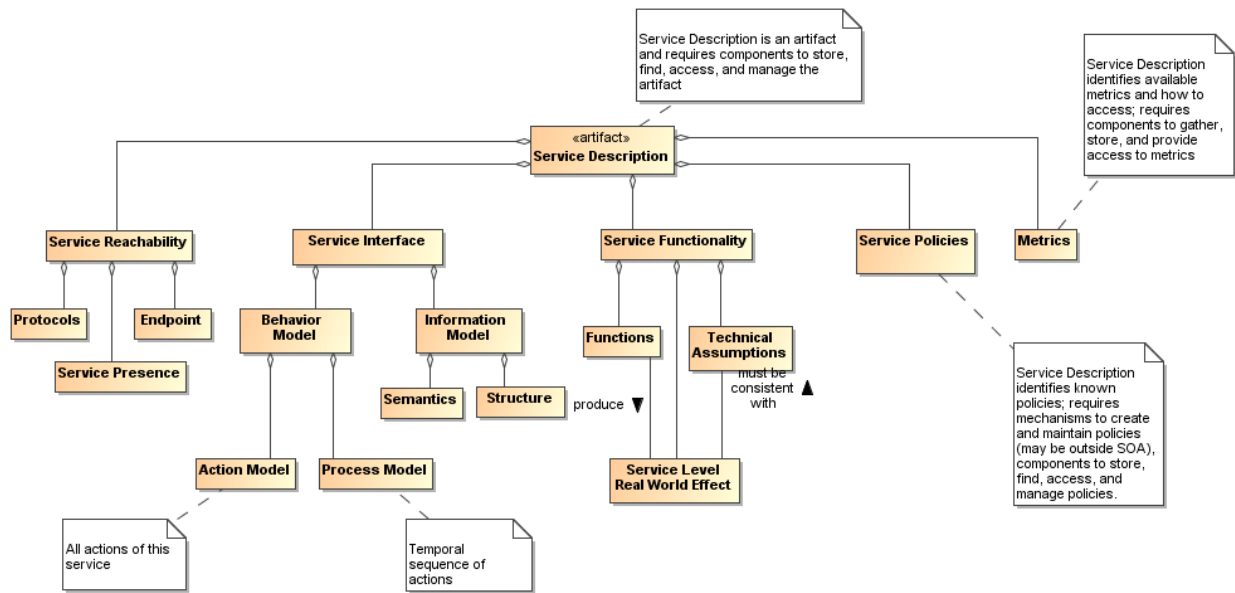 Service Description is an artifact
and requires components to store,
find, access, and manage the
artifact
Service Description
identifies available
metrics and how to
access; requires
components to gather,
store, and provide
access to metrics
«artifact»
Service Description
Service Reachability
Service Interface
Service Functionality
Service Policies
Metrics
Protocols
Endpoint
Service Presence
Behavior
Model
Information
Model
Semantics
Structure
Functions
Technical
Assumptions
produce
must be
consistent
with
Action Model
Process Model
Service Level
Real World Effect
Service Description
identifies known
policies; requires
mechanisms to create
and maintain policies
(may be outside SOA),
components to store,
find, access, and
manage policies.
All actions of this
service
Temporal
sequence of
actions